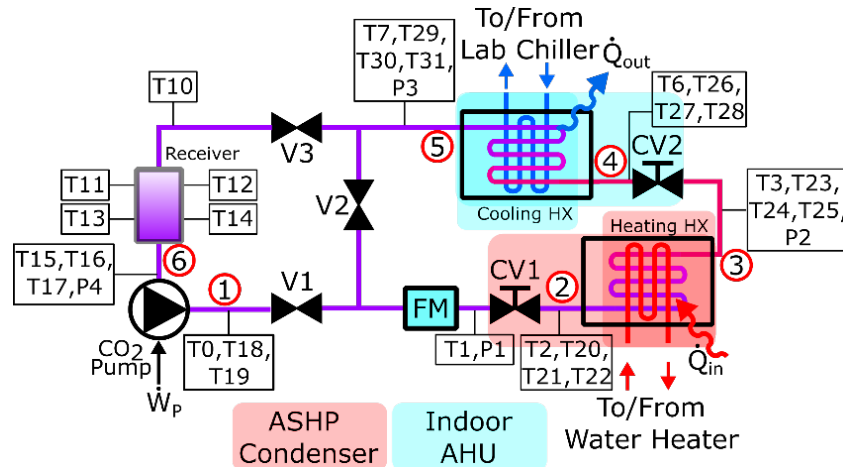 To/From
Lab Chiller
Q̇out
T7,T29,
T30,T31,
P3
T6,T26,
T27,T28
T10
V3
5
4
CV2
Receiver
T11
T12
T13
T14
V2
Cooling HX
Heating HX
T3,T23,
T24,T25,
P2
T15,T16,
T17,P4
6
1
V1
CV1
2
3
FM
CO2
Pump
ẆP
T0,T18,
T19
T1,P1
T2,T20,
T21,T22
Q̇in
To/From
Water Heater
ASHP
Condenser
Indoor
AHU